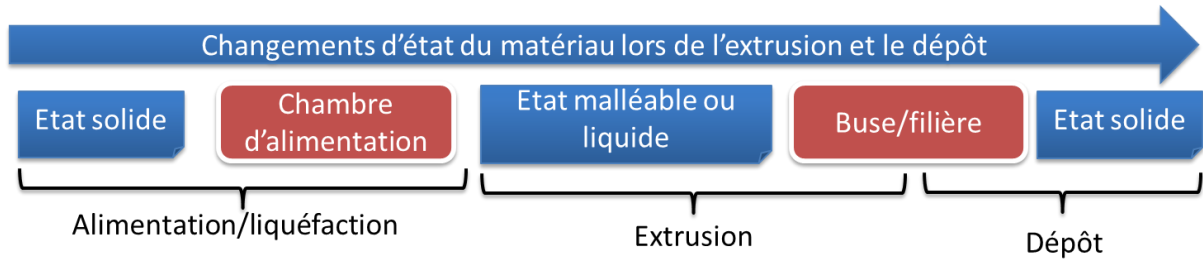 Changements d'état du matériau lors de l'extrusion et le dépôt
Etat solide
Chambre
d'alimentation
Etat malléable ou
liquide
Buse/filière
Etat solide
Alimentation/liquéfaction
Extrusion
Dépôt